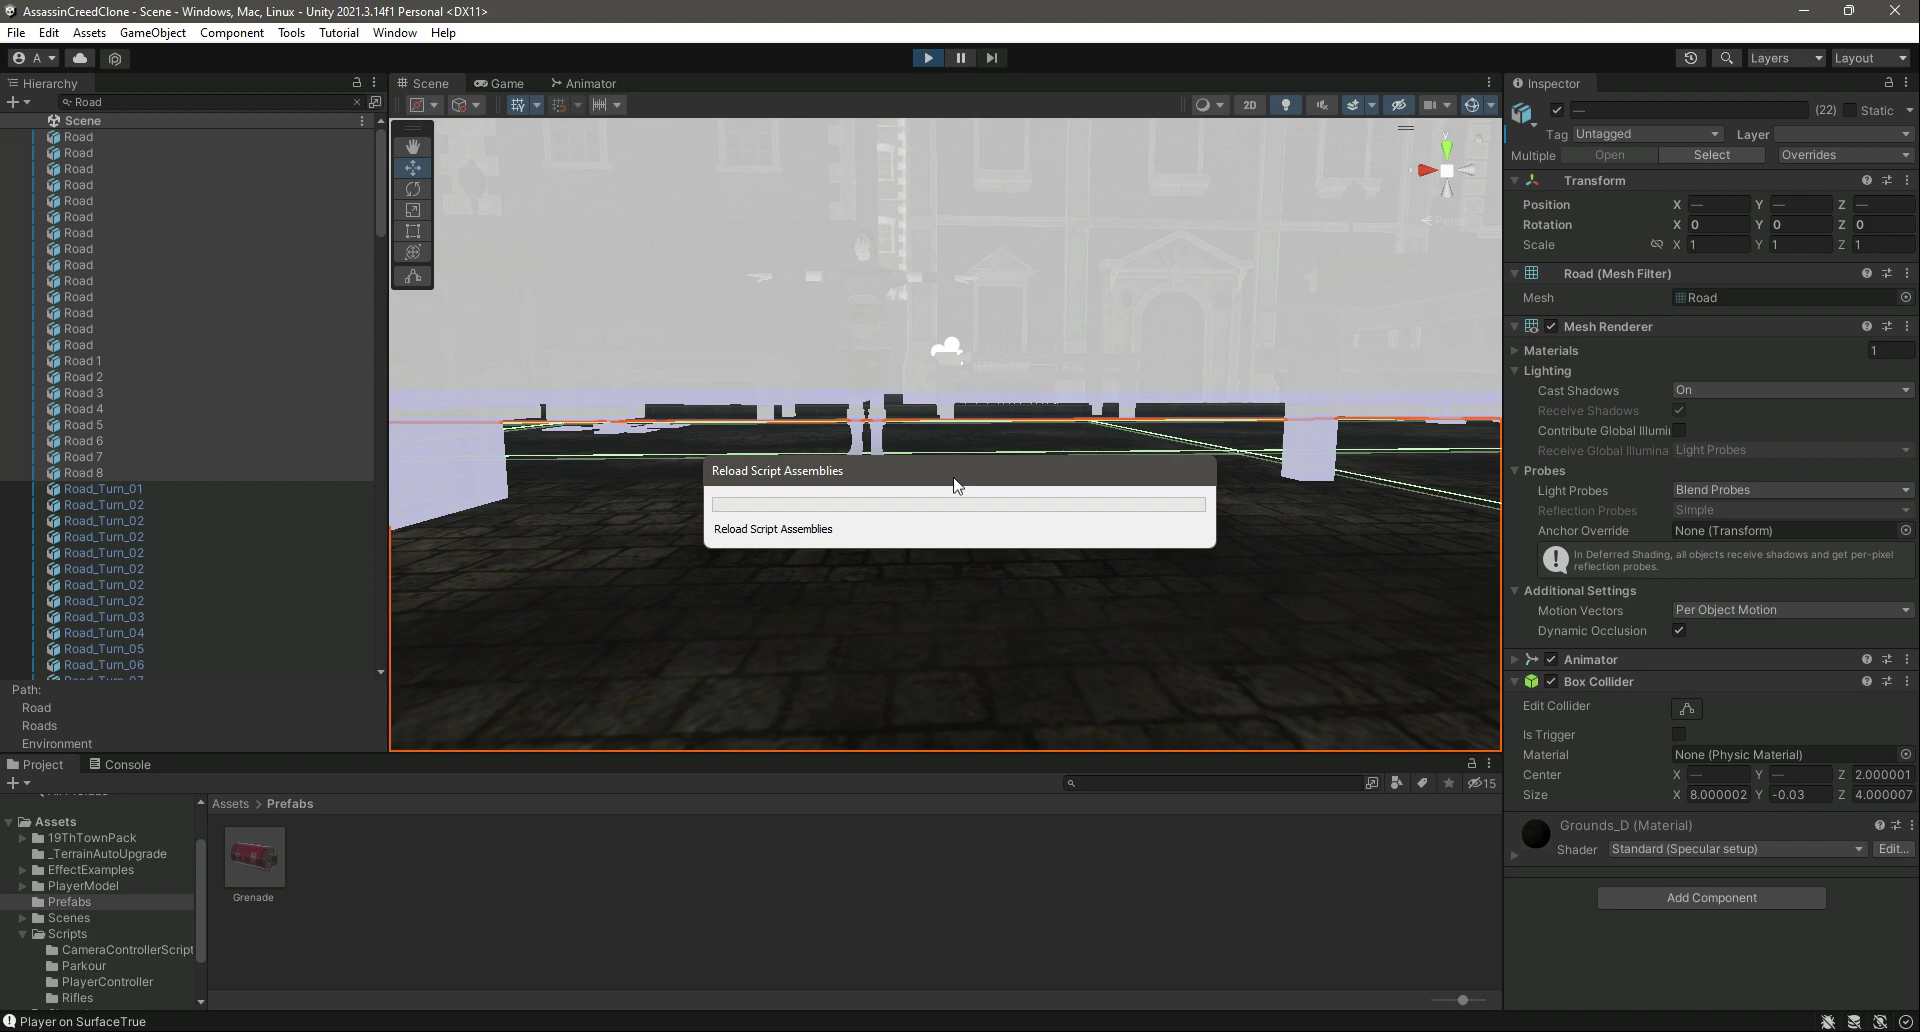 AssassinCreedClone - Scene - Windows, Mac, Linux - Unity 2021.3.14f1 Personal <DX11>
File Edit Assets GameObject Component Tools Tutorial Window Help
A Layers Layout
Hierarchy
Road
Scene
Road
Road
Road
Road
Road
Road
Road
Road
Road
Road
Road
Road
Road
Road
Road 1
Road 2
Road 3
Road 4
Road 5
Road 6
Road 7
Road 8
Road_Turn_01
Road_Turn_02
Road_Turn_02
Road_Turn_02
Road_Turn_02
Road_Turn_02
Road_Turn_02
Road_Turn_02
Road_Turn_03
Road_Turn_04
Road_Turn_05
Road_Turn_06
Path:
Road
Roads
Environment
Scene Game Animator
2D
y
Reload Script Assemblies
Reload Script Assemblies
Inspector
(22) Static
Tag Untagged Layer
Multiple Open Select Overrides
Transform
Position X — Y — Z —
Rotation X 0 Y 0 Z 0
Scale X 1 Y 1 Z 1
Road (Mesh Filter)
Mesh Road
Mesh Renderer
Materials 1
Lighting
Cast Shadows On
Receive Shadows
Contribute Global Illumi
Receive Global Illumina Light Probes
Probes
Light Probes Blend Probes
Reflection Probes Simple
Anchor Override None (Transform)
In Deferred Shading, all objects receive shadows and get per-pixel
reflection probes.
Additional Settings
Motion Vectors Per Object Motion
Dynamic Occlusion
Animator
Box Collider
Edit Collider
Is Trigger
Material None (Physic Material)
Center X — Y — Z 2.000001
Size X 8.000002 Y -0.03 Z 4.000007
Grounds_D (Material)
Shader Standard (Specular setup) Edit...
Add Component
Project Console
15
Assets > Prefabs
Assets
19ThTownPack
_TerrainAutoUpgrade
EffectExamples
PlayerModel
Prefabs
Scenes
Scripts
CameraControllerScript
Parkour
PlayerController
Rifles
Grenade
Player on SurfaceTrue